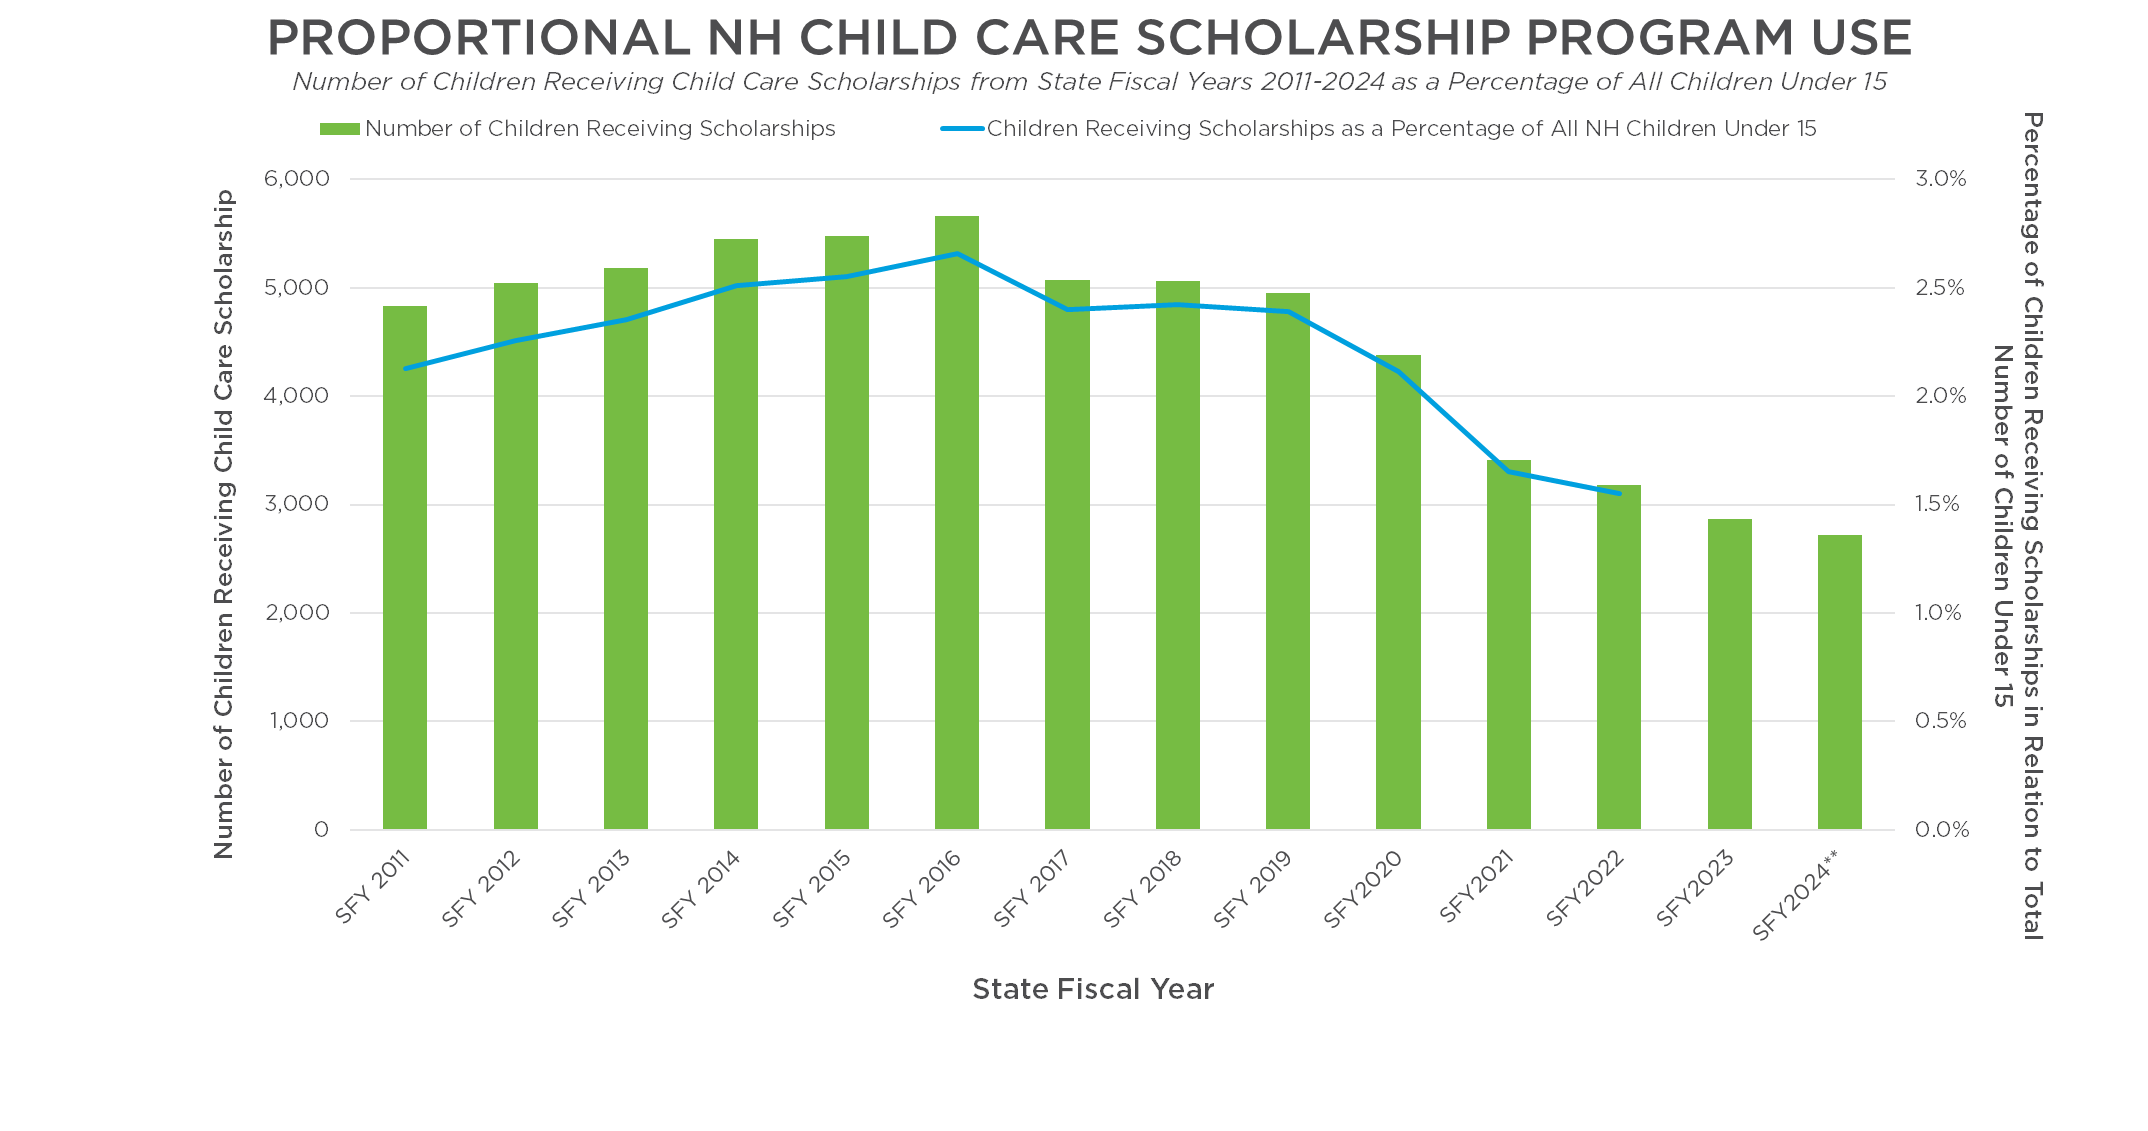 PROPORTIONAL NH CHILD CARE SCHOLARSHIP PROGRAM USE
Number of Children Receiving Child Care Scholarships from State Fiscal Years 2011-2024 as a Percentage of All Children Under 15
Number of Children Receiving Scholarships
Children Receiving Scholarships as a Percentage of All NH Children Under 15
Number of Children Receiving Child Care Scholarship
6,000
5,000
4,000
3,000
2,000
1,000
0
3.0%
2.5%
2.0%
1.5%
1.0%
0.5%
0.0%
Percentage of Children Receiving Scholarships in Relation to Total
Number of Children Under 15
SFY 2011
SFY 2012
SFY 2013
SFY 2014
SFY 2015
SFY 2016
SFY 2017
SFY 2018
SFY 2019
SFY2020
SFY2021
SFY2022
SFY2023
SFY2024**
State Fiscal Year